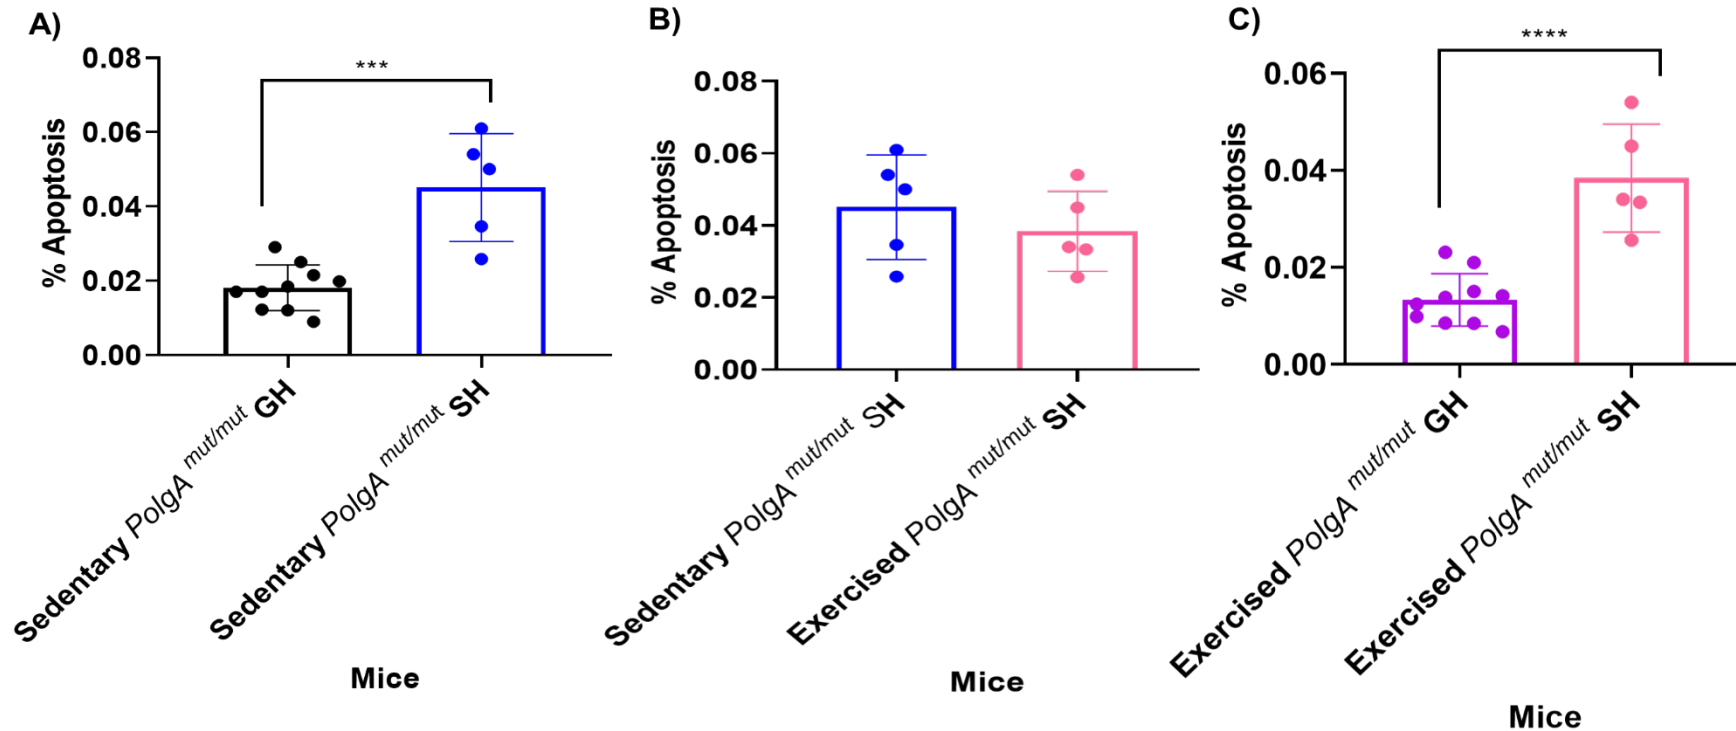 A)
% Apoptosis
0.08
0.06
0.04
0.02
0.00
***
Sedentary PolgA mut/mut GH
Sedentary PolgA mut/mut SH
Mice
B)
% Apoptosis
0.08
0.06
0.04
0.02
0.00
Sedentary PolgA mut/mut SH
Exercised PolgA mut/mut SH
Mice
C)
% Apoptosis
0.06
0.04
0.02
0.00
****
Exercised PolgA mut/mut GH
Exercised PolgA mut/mut SH
Mice